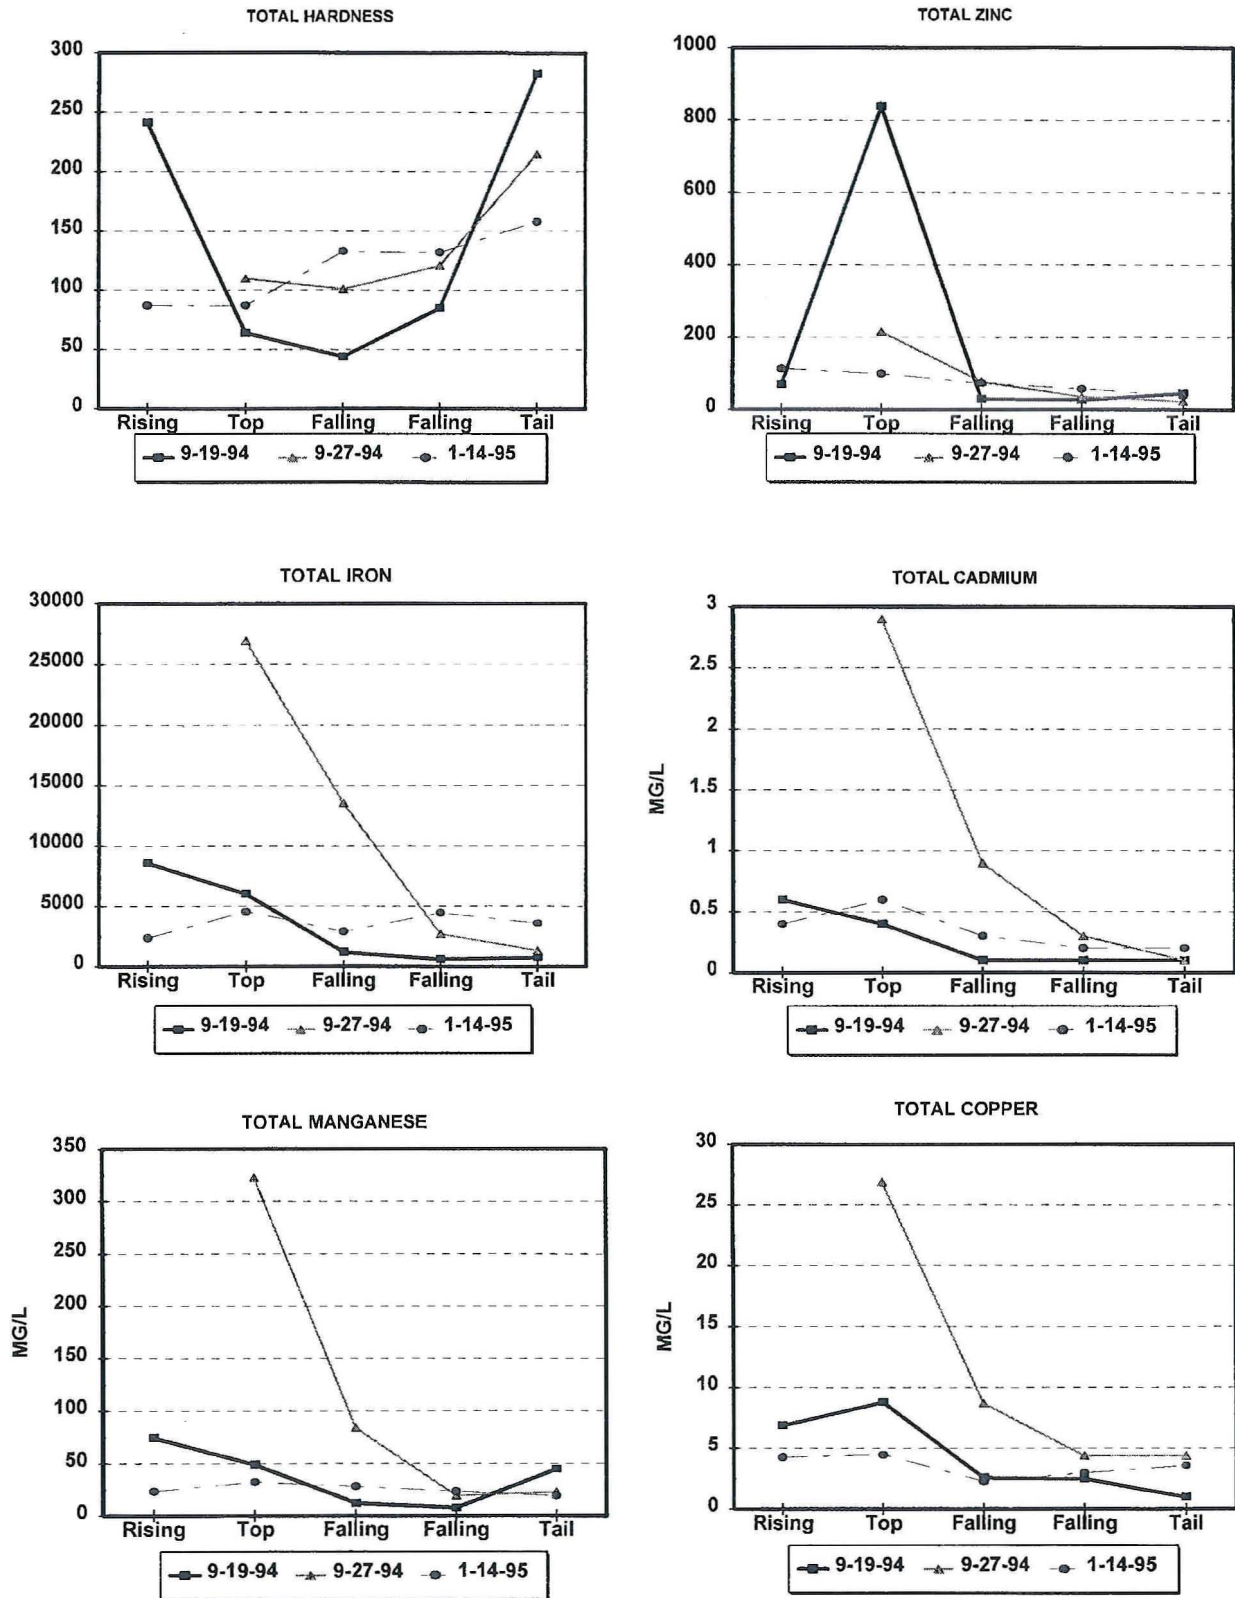 TOTAL HARDNESS
300
250
200
150
100
50
0
Rising Top Falling Falling Tail
9-19-94 9-27-94 1-14-95
TOTAL ZINC
1000
800
600
400
200
0
Rising Top Falling Falling Tail
9-19-94 9-27-94 1-14-95
TOTAL IRON
30000
25000
20000
15000
10000
5000
0
Rising Top Falling Falling Tail
9-19-94 9-27-94 1-14-95
TOTAL CADMIUM
MG/L
3
2.5
2
1.5
1
0.5
0
Rising Top Falling Falling Tail
9-19-94 9-27-94 1-14-95
TOTAL MANGANESE
MG/L
350
300
250
200
150
100
50
0
Rising Top Falling Falling Tail
9-19-94 9-27-94 1-14-95
TOTAL COPPER
MG/L
30
25
20
15
10
5
0
Rising Top Falling Falling Tail
9-19-94 9-27-94 1-14-95